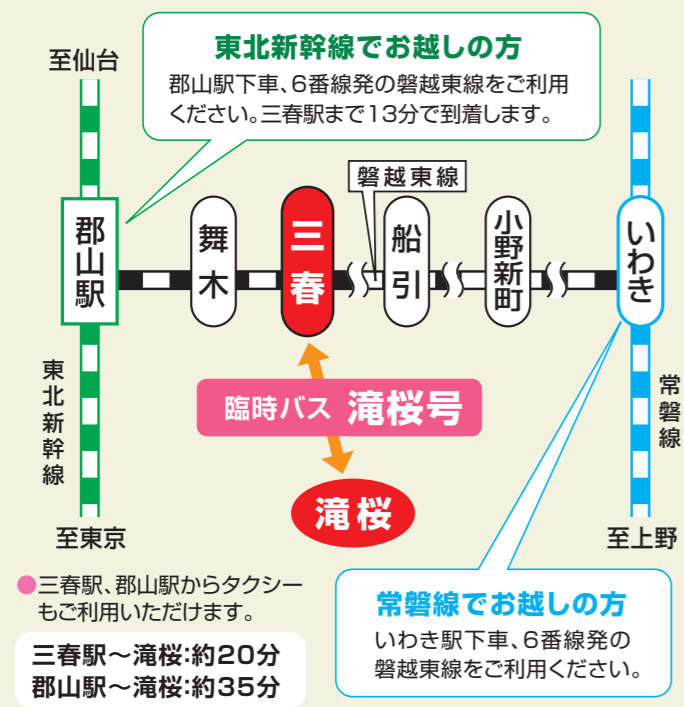 東北新幹線でお越しの方
郡山駅下車、6番線発の磐越東線をご利用
ください。三春駅まで13分で到着します。
至仙台
磐越東線
郡山駅
舞木
三春
船引
小野新町
いわき
東北新幹線
常磐線
臨時バス 滝桜号
滝桜
至東京
至上野
●三春駅、郡山駅からタクシー
もご利用いただけます。
三春駅～滝桜:約20分
郡山駅～滝桜:約35分
常磐線でお越しの方
いわき駅下車、6番線発の
磐越東線をご利用ください。